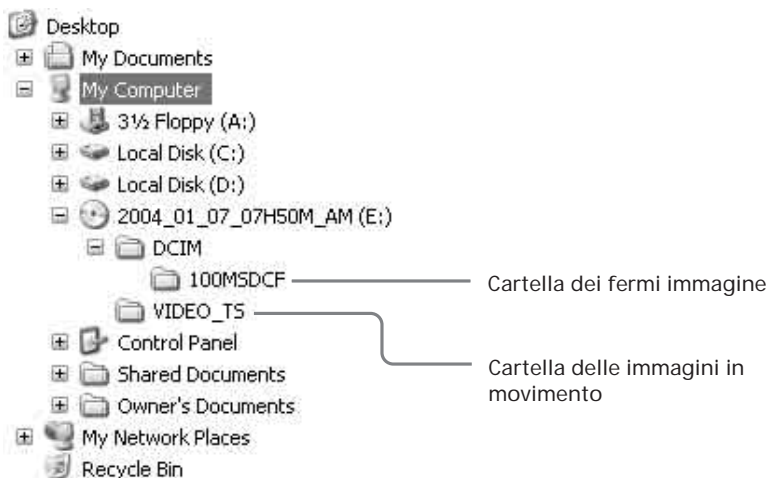 Desktop
My Documents
My Computer
3½ Floppy (A:)
Local Disk (C:)
Local Disk (D:)
2004_01_07_07H50M_AM (E:)
DCIM
100MSDCF
Cartella dei fermi immagine
VIDEO_TS
Control Panel
Shared Documents
Cartella delle immagini in
movimento
Owner's Documents
My Network Places
Recycle Bin